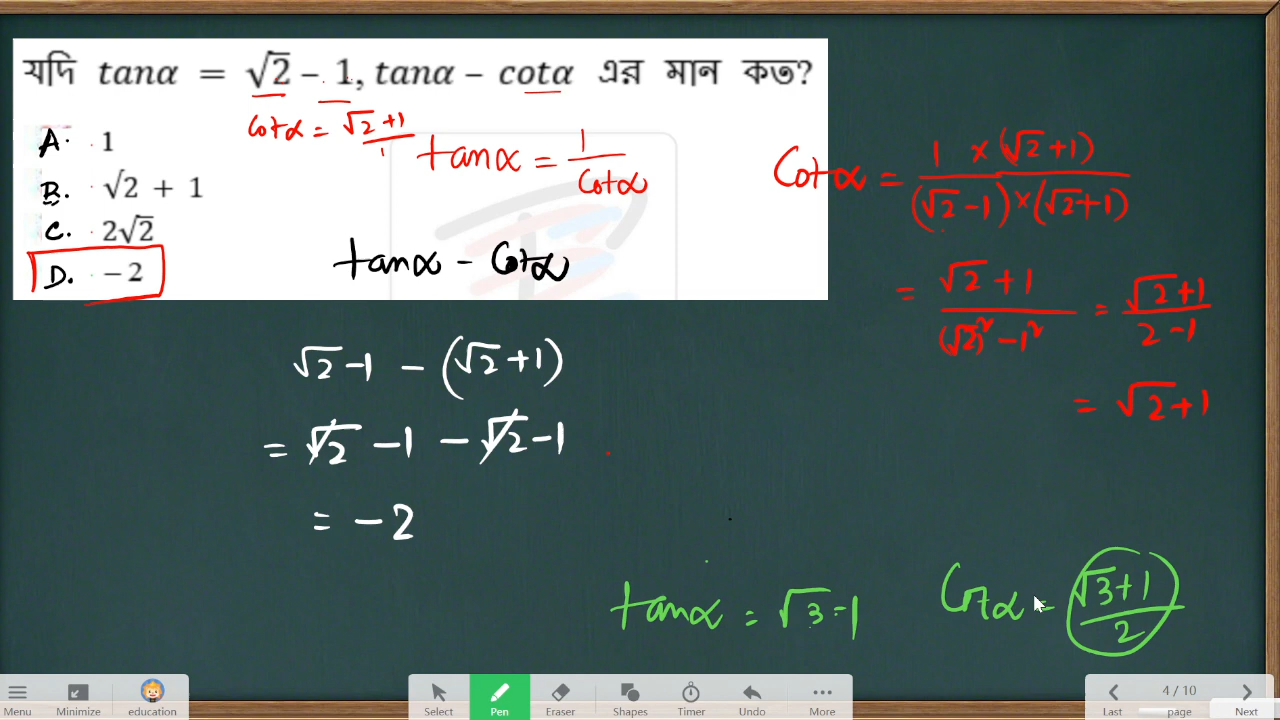 যদি tanα = √2 − 1, tanα − cotα এর মান কত?
cotα = √2+1/1
tanα = 1/cotα
A. 1
B. √2 + 1
C. 2√2
D. −2
tanα − cotα
√2−1 − (√2+1)
= √2 −1 − √2−1
= −2
cotα = 1 × (√2+1)/(√2−1)×(√2+1)
= √2+1/(√2)²−1² = √2+1/2−1
= √2+1
tanα = √3−1
cotα = √3+1/2
Menu
Minimize
education
Select
Pen
Eraser
Shapes
Timer
Undo
More
Last
4 / 10
page
Next